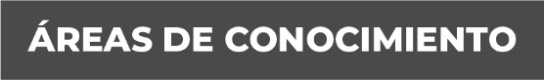 ÁREAS DE CONOCIMIENTO